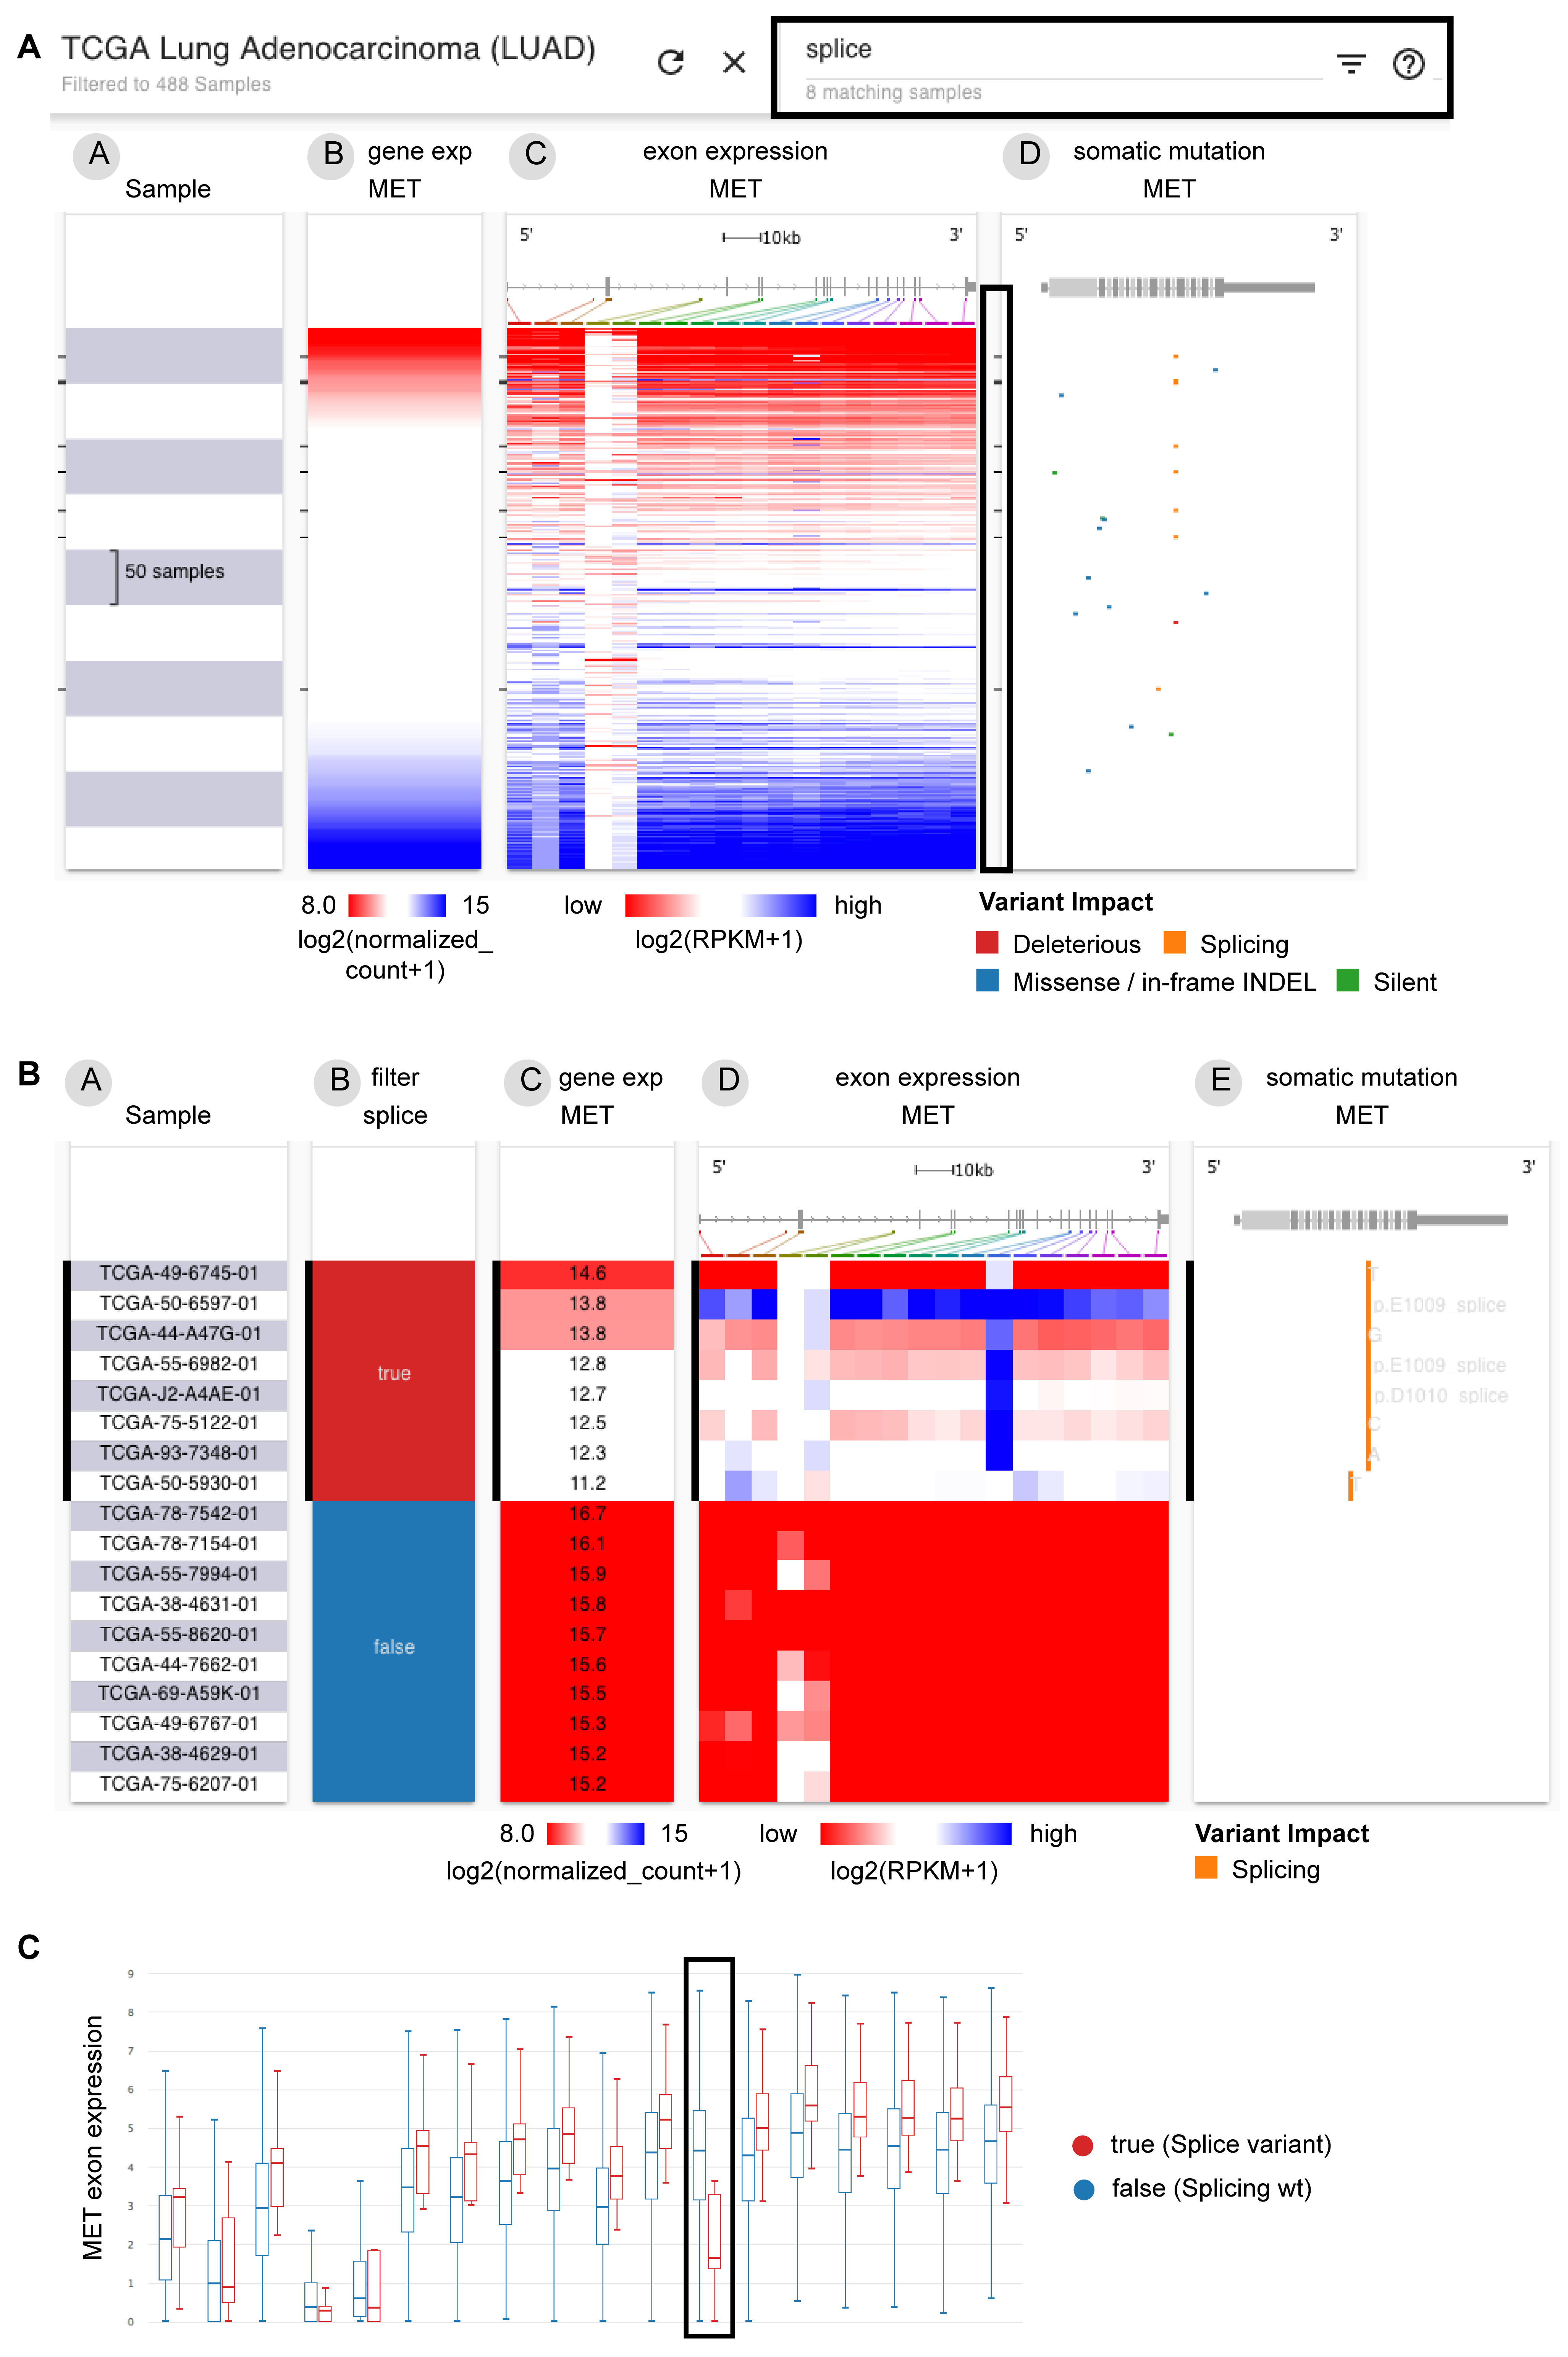 A TCGA Lung Adenocarcinoma (LUAD)
Filtered to 488 Samples
splice
8 matching samples
A Sample
B gene exp
MET
C exon expression
MET
D somatic mutation
MET
5' 10kb 3'
5' 3'
50 samples
8.0 15
log2(normalized_
count+1)
low high
log2(RPKM+1)
Variant Impact
Deleterious Splicing
Missense / in-frame INDEL Silent
B
A Sample
B filter
splice
C gene exp
MET
D exon expression
MET
E somatic mutation
MET
5' 10kb 3'
5' 3'
TCGA-49-6745-01 14.6 T
TCGA-50-6597-01 13.8 p.E1009 splice
TCGA-44-A47G-01 13.8 G
TCGA-55-6982-01 12.8 p.E1009 splice
true
TCGA-J2-A4AE-01 12.7 p.D1010 splice
TCGA-75-5122-01 12.5 C
TCGA-93-7348-01 12.3 A
TCGA-50-5930-01 11.2 T
TCGA-78-7542-01 16.7
TCGA-78-7154-01 16.1
TCGA-55-7994-01 15.9
TCGA-38-4631-01 15.8
TCGA-55-8620-01 15.7
false
TCGA-44-7662-01 15.6
TCGA-69-A59K-01 15.5
TCGA-49-6767-01 15.3
TCGA-38-4629-01 15.2
TCGA-75-6207-01 15.2
8.0 15
log2(normalized_count+1)
low high
log2(RPKM+1)
Variant Impact
Splicing
C
MET exon expression
9
8
7
6
5
4
3
2
1
0
true (Splice variant)
false (Splicing wt)